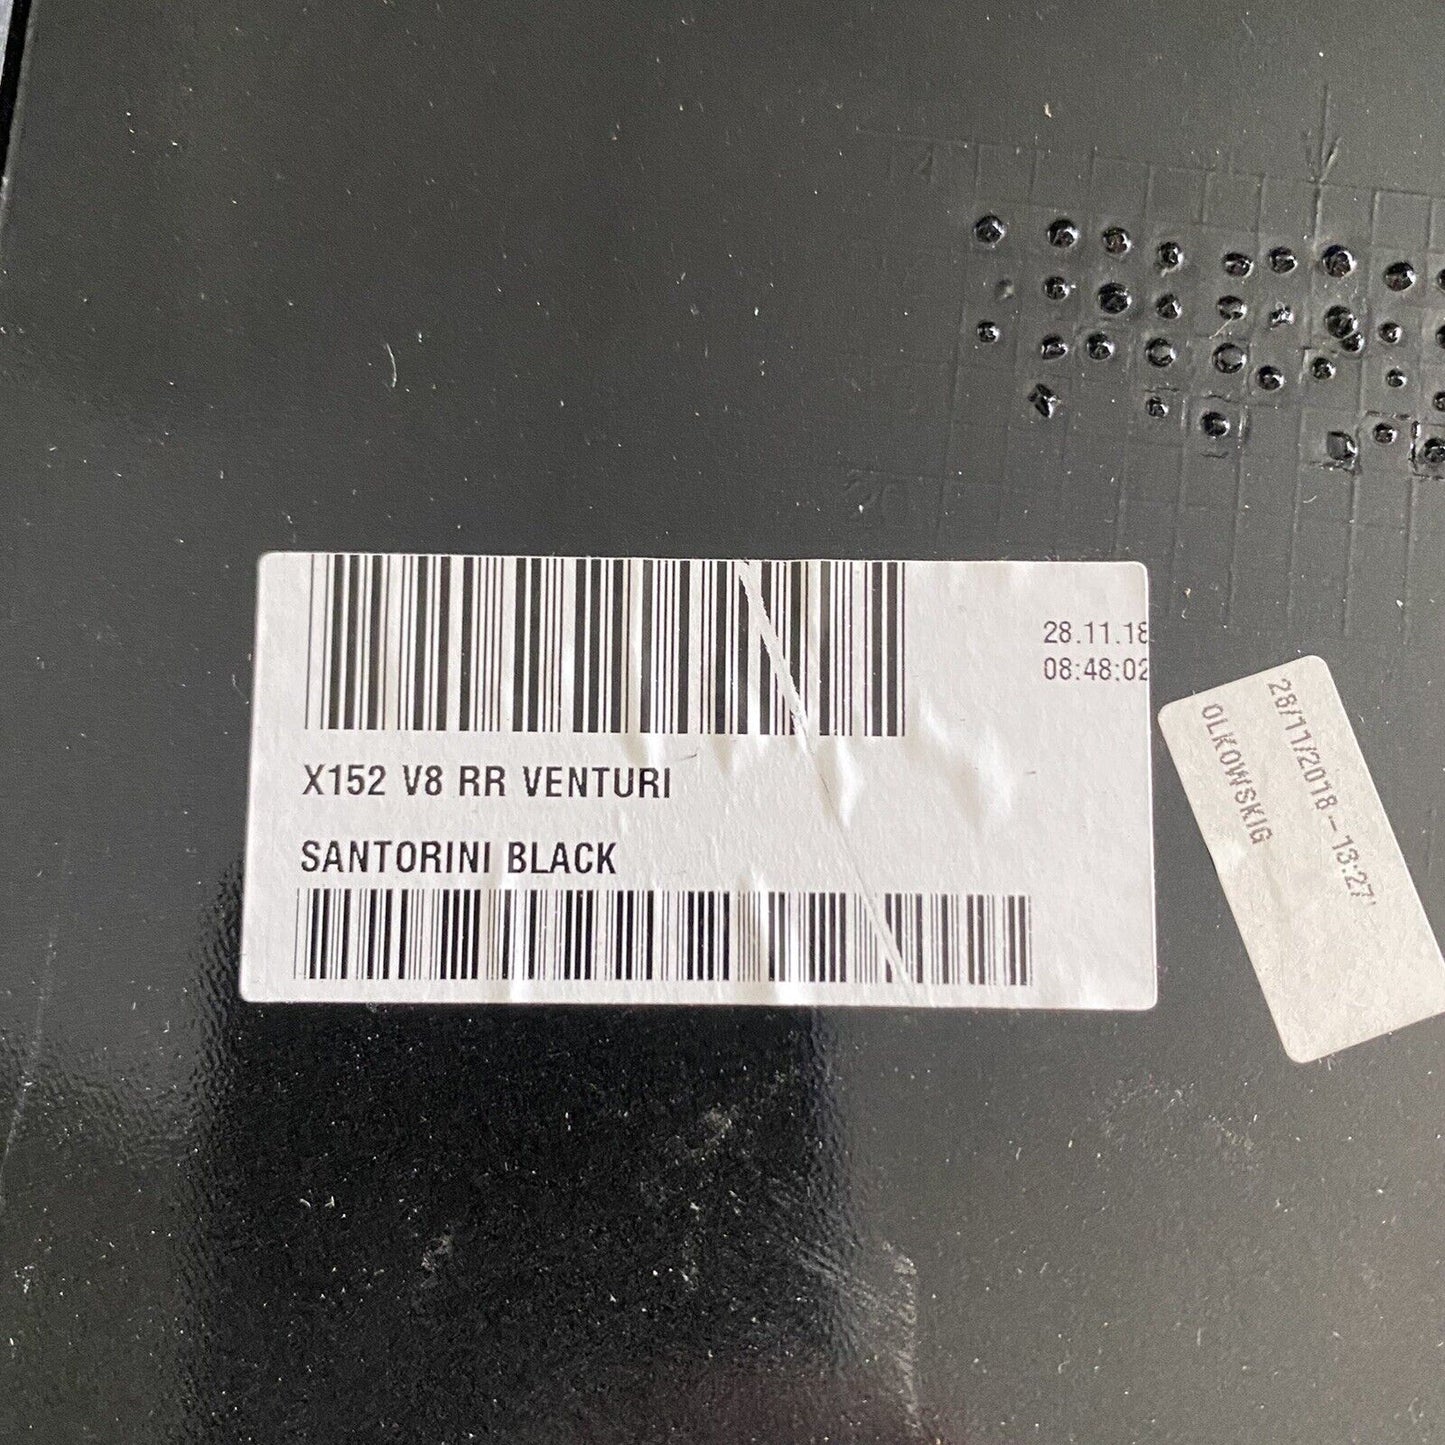 28.11.18
08:48:02
X152 V8 RR VENTURI
SANTORINI BLACK
28/11/2018-13:27'
OLKOWSKIG